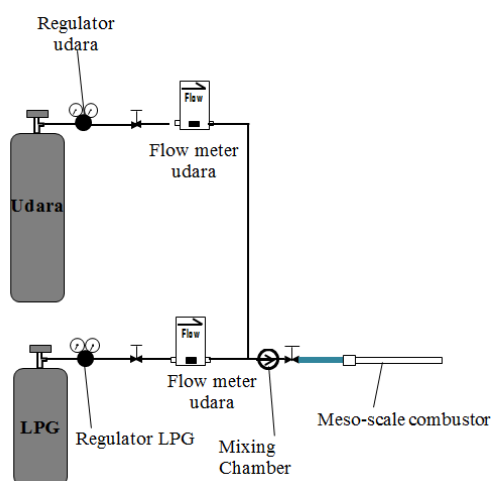 Regulator
udara
Flow
Flow meter
udara
Udara
Flow
Flow meter
udara
LPG
Regulator LPG
Mixing
Chamber
Meso-scale combustor